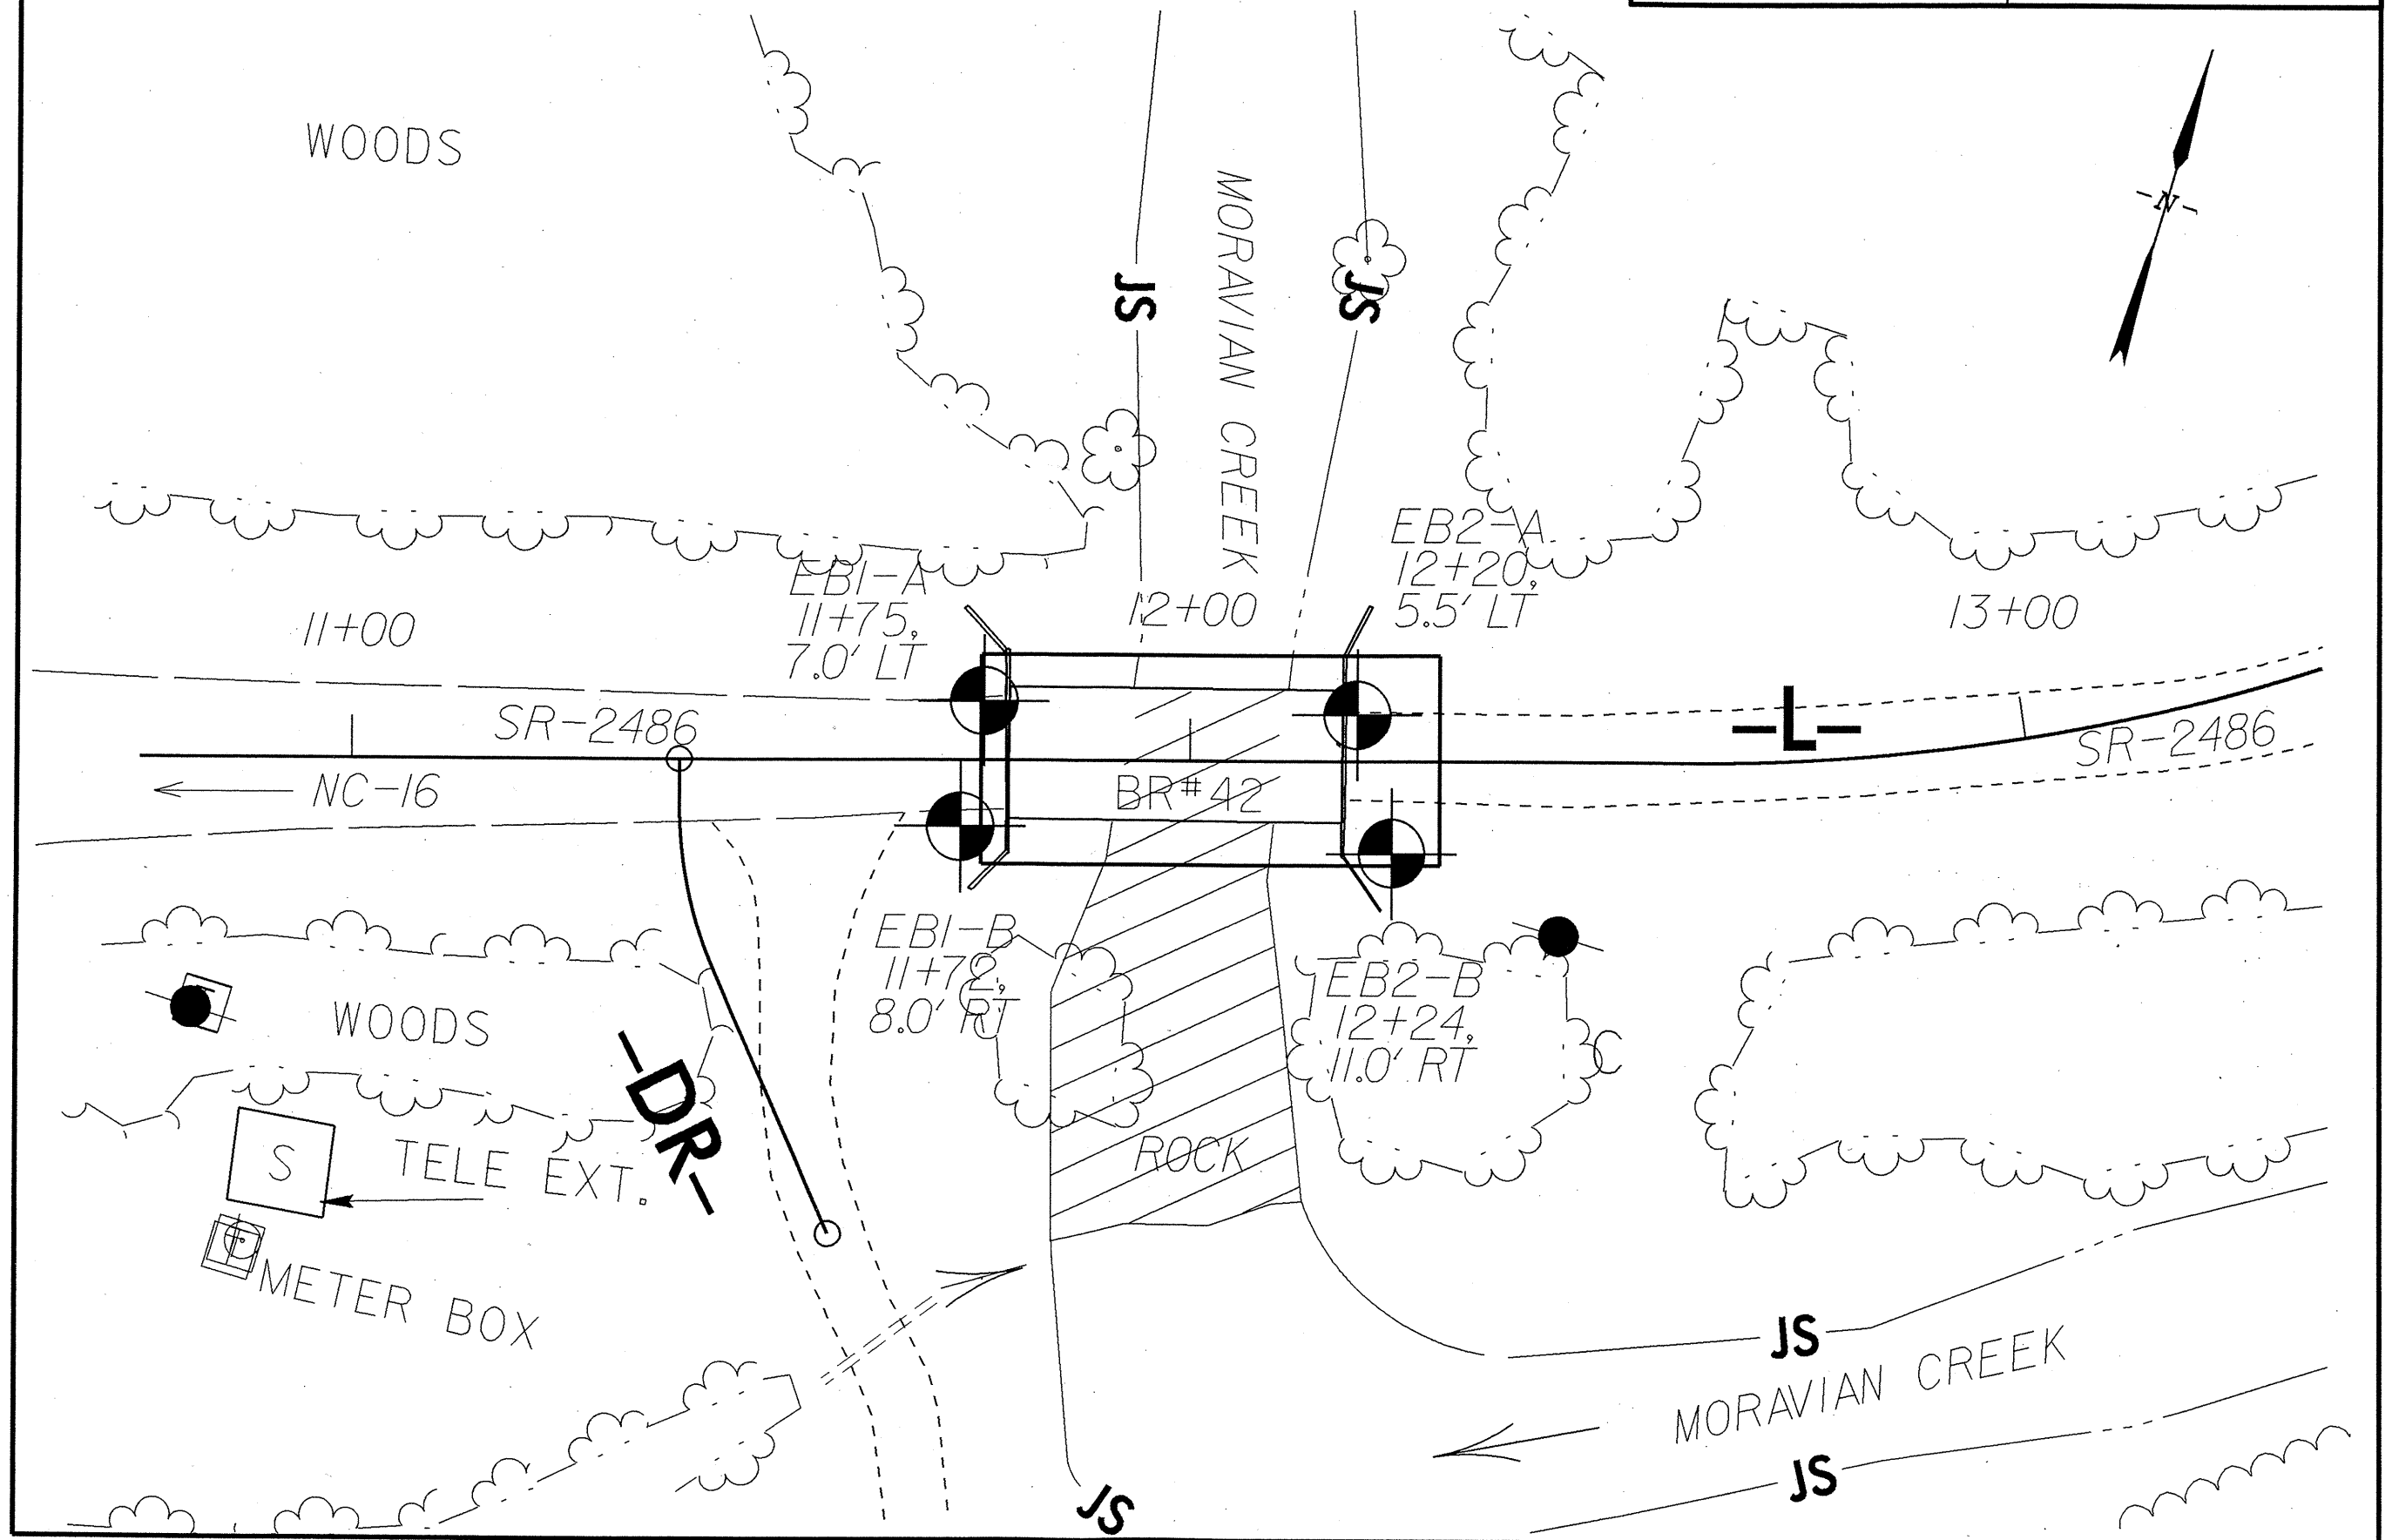 WOODS
-N-
JS
JS
MORAVIAN CREEK
EB1-A
11+75,
7.0' LT
EB2-A
12+20,
5.5' LT
11+00
12+00
13+00
SR-2486
-L-
SR-2486
NC-16
BR#42
EB1-B
11+72,
8.0' RT
EB2-B
12+24,
11.0' RT
WOODS
-DR-
ROCK
S
TELE EXT.
METER BOX
JS
MORAVIAN CREEK
JS
JS